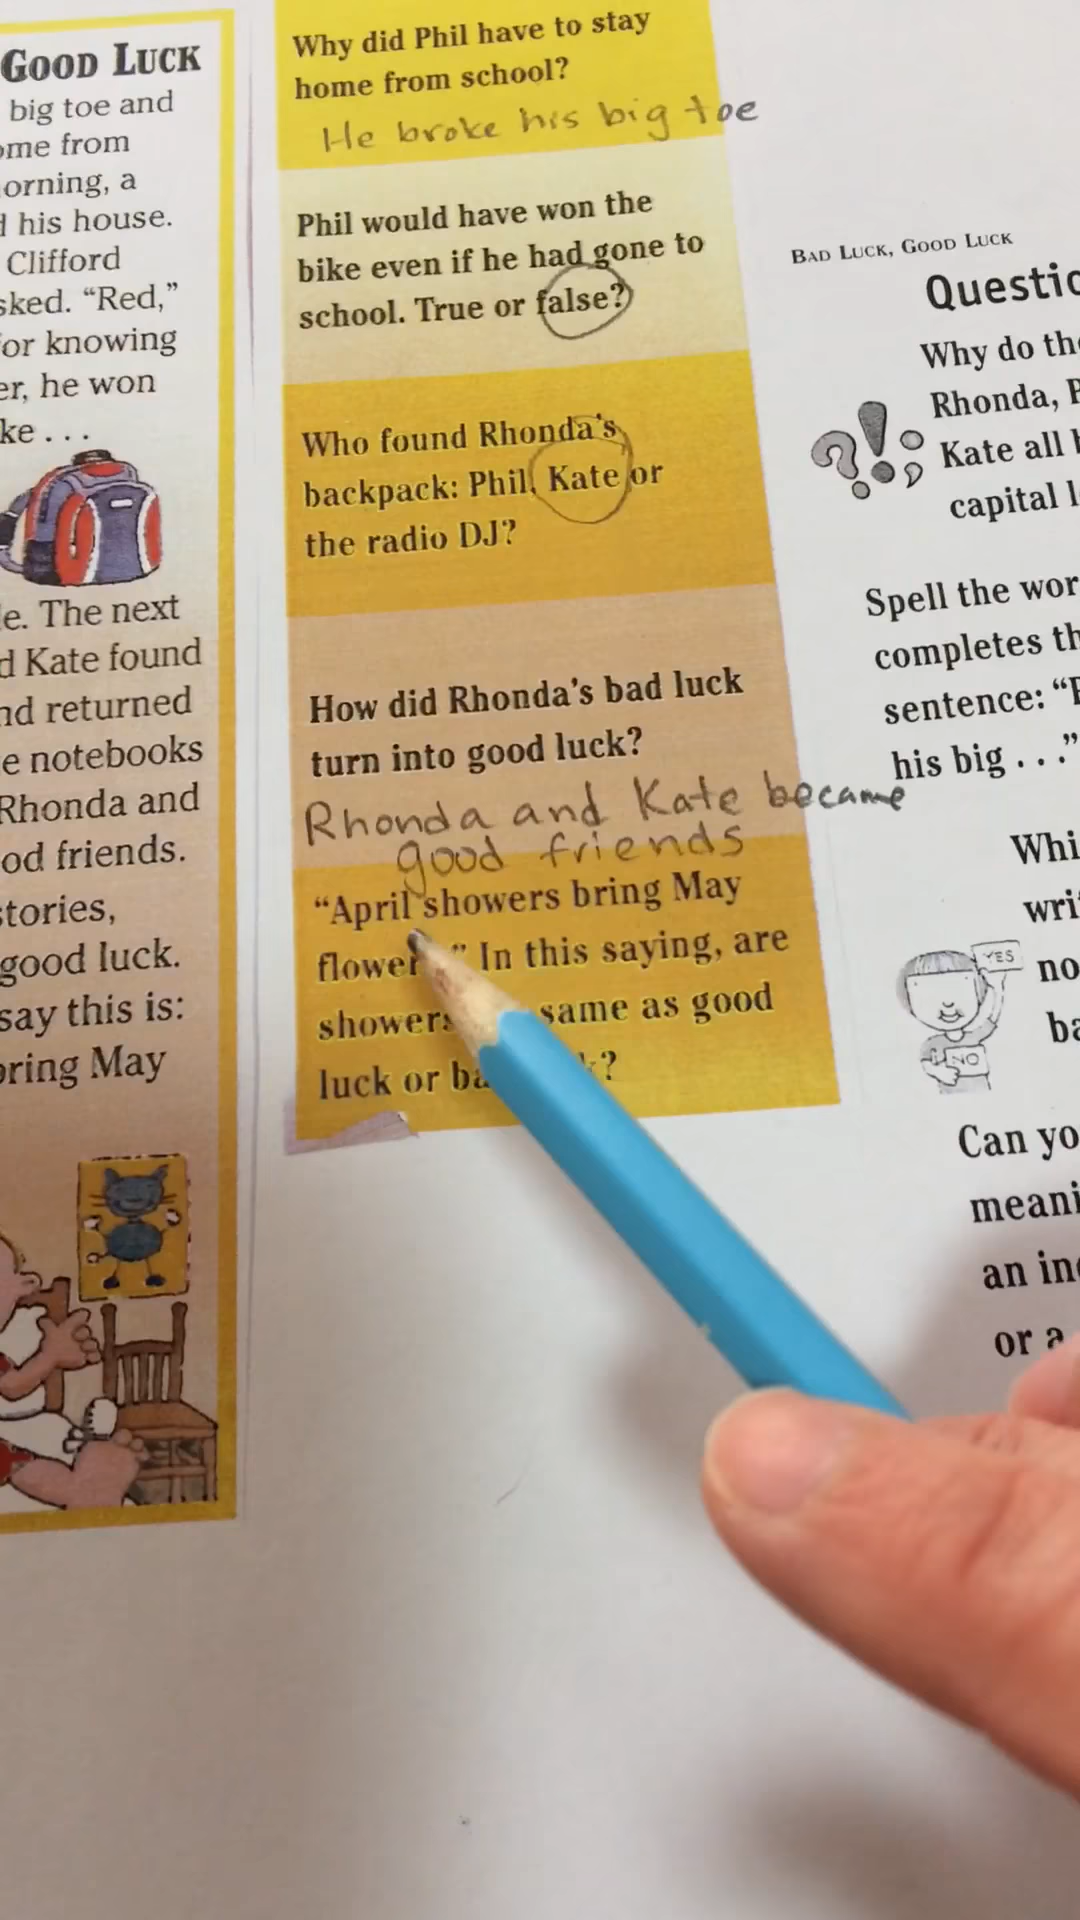 GOOD LUCK
big toe and
ome from
orning, a
his house.
Clifford
sked. “Red,”
or knowing
er, he won
ke . . .
e. The next
d Kate found
nd returned
e notebooks
Rhonda and
od friends.
tories,
good luck.
say this is:
bring May
Why did Phil have to stay
home from school?
He broke his big toe
Phil would have won the
bike even if he had gone to
school. True or false?
Who found Rhonda’s
backpack: Phil, Kate or
the radio DJ?
How did Rhonda’s bad luck
turn into good luck?
Rhonda and Kate became
good friends
“April showers bring May
flower ” In this saying, are
showers same as good
luck or ba ?
BAD LUCK, GOOD LUCK
Questio
Why do the
Rhonda, P
Kate all
capital l
Spell the wor
completes th
sentence: “P
his big . . .”
Whi
writ
no
ba
YES
NO
Can yo
meani
an in
or a